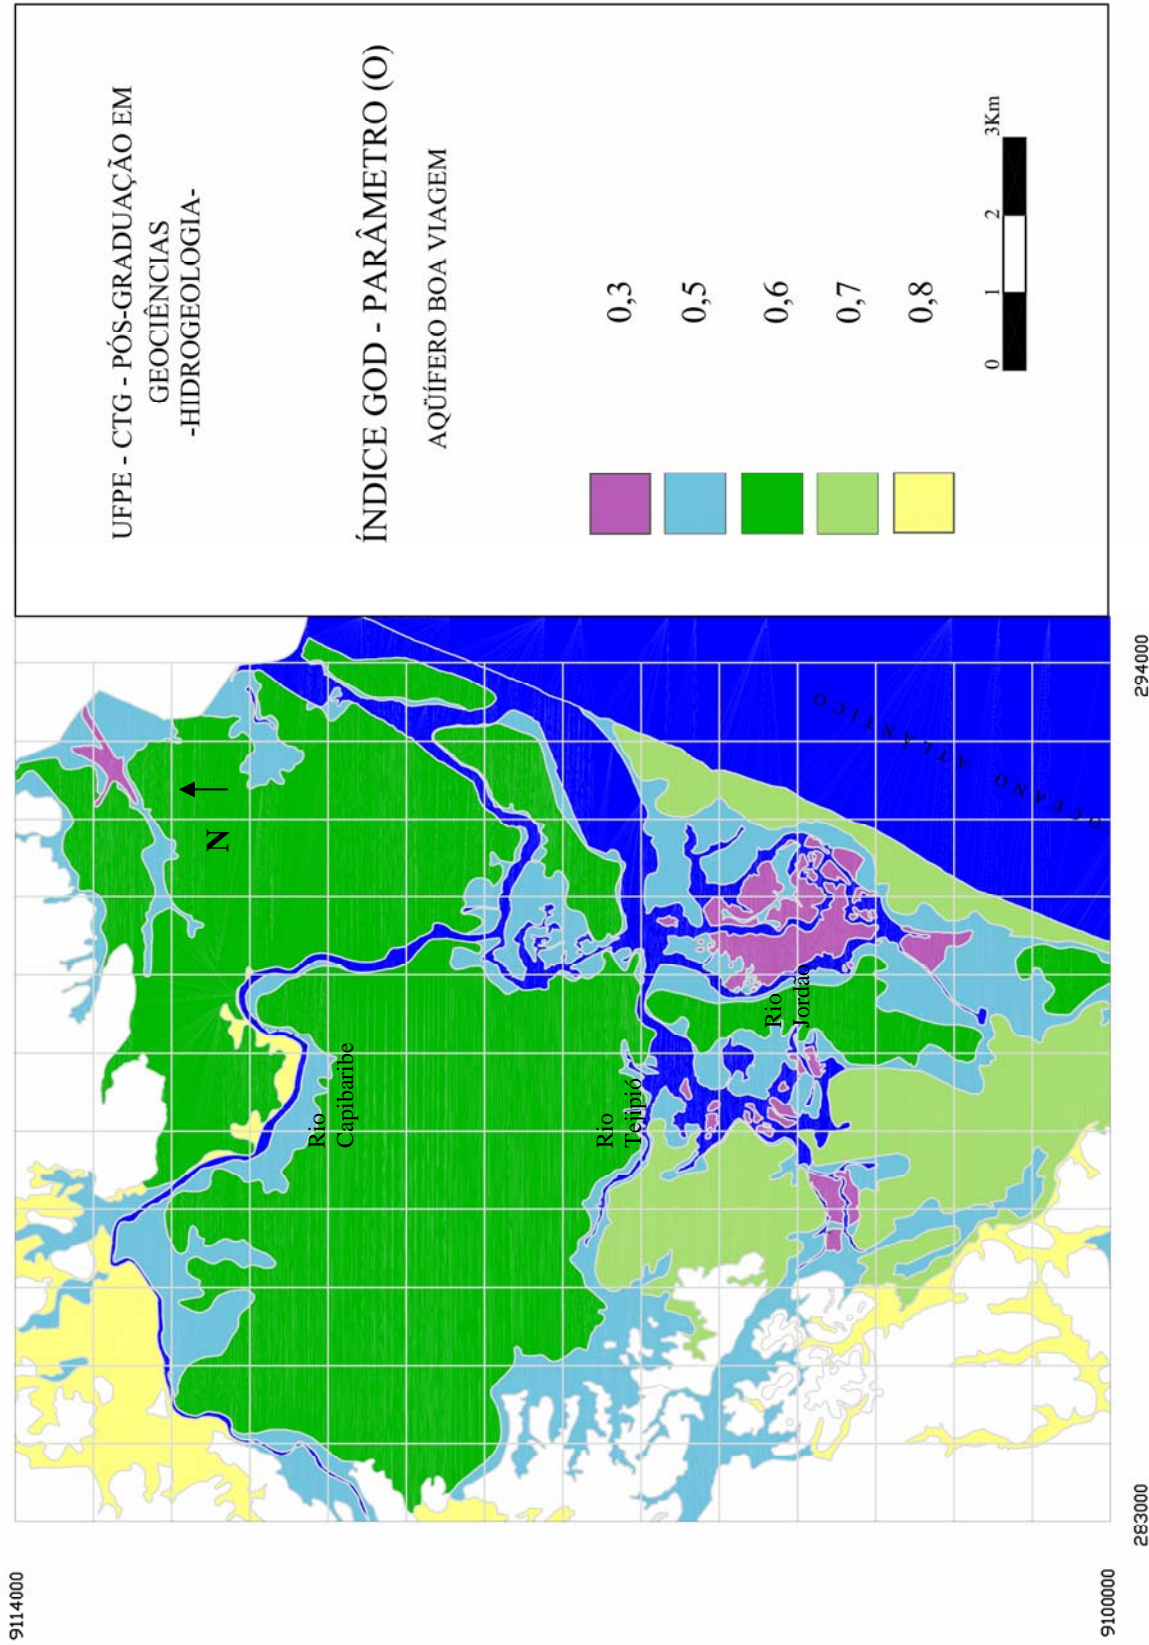 UFPE - CTG - PÓS-GRADUAÇÃO EM
GEOCIÊNCIAS
-HIDROGEOLOGIA-
ÍNDICE GOD - PARÂMETRO (O)
AQÜÍFERO BOA VIAGEM
0,3
0,5
0,6
0,7
0,8
0
1
2
3Km
N
Rio
Capibaribe
Rio
Tejipió
Rio
Jordão
OCEANO ATLÂNTICO
294000
283000
9114000
9100000